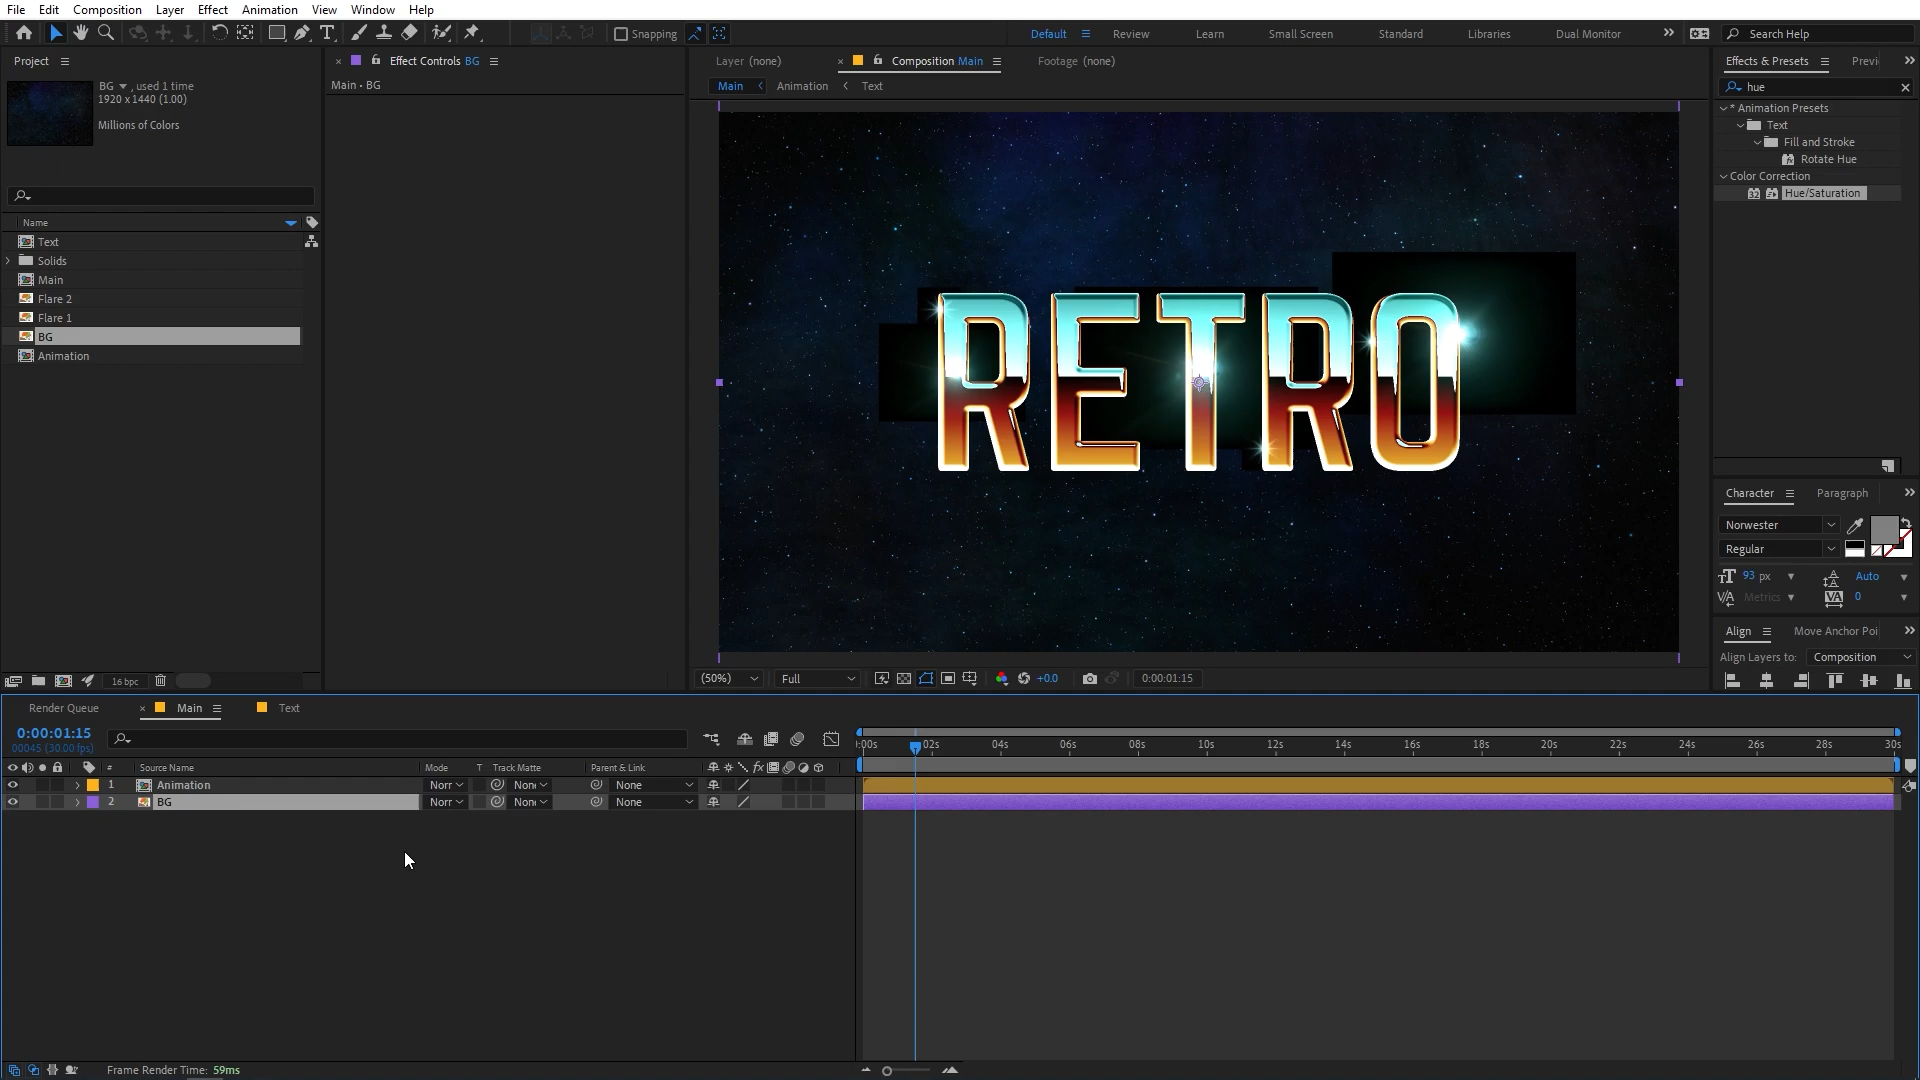 File Edit Composition Layer Effect Animation View Window Help
Snapping Default Review Learn Small Screen Standard Libraries Dual Monitor Search Help
Project
BG , used 1 time
1920 x 1440 (1.00)
Millions of Colors
Name
Text
Solids
Main
Flare 2
Flare 1
BG
Animation
16 bpc
Effect Controls BG
Main • BG
Layer (none) Composition Main Footage (none)
Main Animation Text
RETRO
(50%) Full +0.0 0:00:01:15
Effects & Presets Previ
hue
* Animation Presets
Text
Fill and Stroke
Rotate Hue
Color Correction
32 Hue/Saturation
Character Paragraph
Norwester
Regular
93 px Auto
Metrics 0
Align Move Anchor Poi
Align Layers to: Composition
Render Queue Main Text
0:00:01:15
00045 (30.00 fps)
:00s 02s 04s 06s 08s 10s 12s 14s 16s 18s 20s 22s 24s 26s 28s 30s
# Source Name Mode T Track Matte Parent & Link fx
1 Animation Norr None None
2 BG Norr None None
Frame Render Time: 59ms